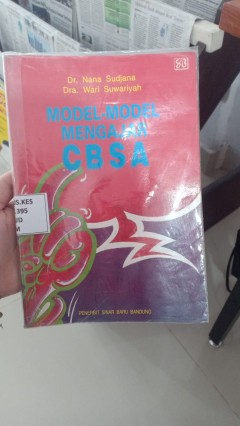 Dr. Nana Sudjana
Dra. Wari Suwariyah
MODEL-MODEL
MENGAJAR
CBSA
PENERBIT SINAR BARU BANDUNG